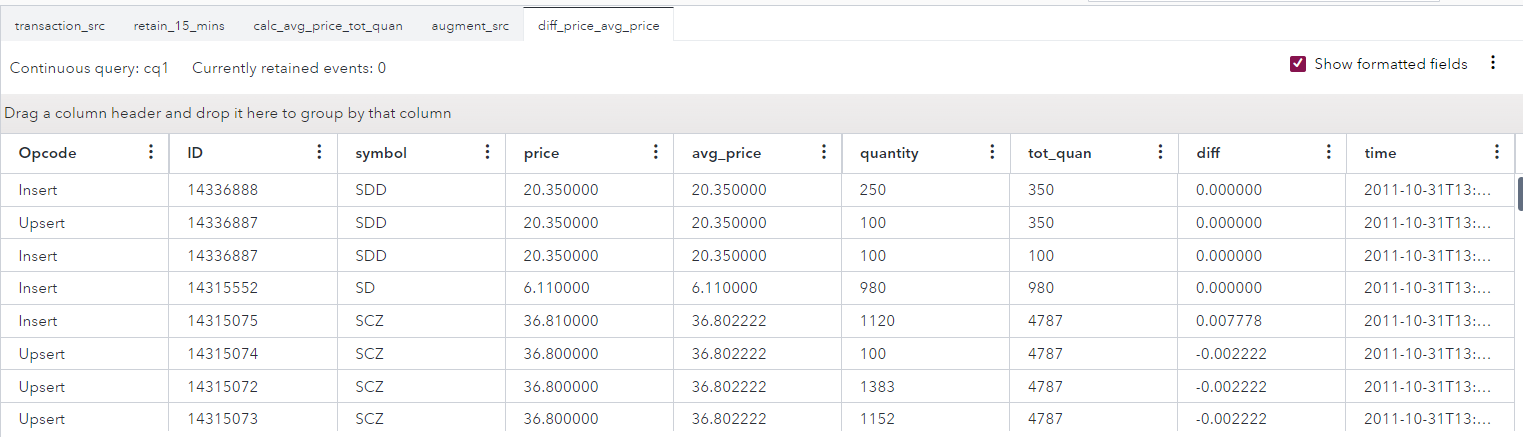 transaction_src retain_15_mins calc_avg_price_tot_quan augment_src diff_price_avg_price
Continuous query: cq1 Currently retained events: 0 Show formatted fields
Drag a column header and drop it here to group by that column
Opcode ID symbol price avg_price quantity tot_quan diff time
Insert 14336888 SDD 20.350000 20.350000 250 350 0.000000 2011-10-31T13:...
Upsert 14336887 SDD 20.350000 20.350000 100 350 0.000000 2011-10-31T13:...
Insert 14336887 SDD 20.350000 20.350000 100 100 0.000000 2011-10-31T13:...
Insert 14315552 SD 6.110000 6.110000 980 980 0.000000 2011-10-31T13:...
Insert 14315075 SCZ 36.810000 36.802222 1120 4787 0.007778 2011-10-31T13:...
Upsert 14315074 SCZ 36.800000 36.802222 100 4787 -0.002222 2011-10-31T13:...
Upsert 14315072 SCZ 36.800000 36.802222 1383 4787 -0.002222 2011-10-31T13:...
Upsert 14315073 SCZ 36.800000 36.802222 1152 4787 -0.002222 2011-10-31T13:...